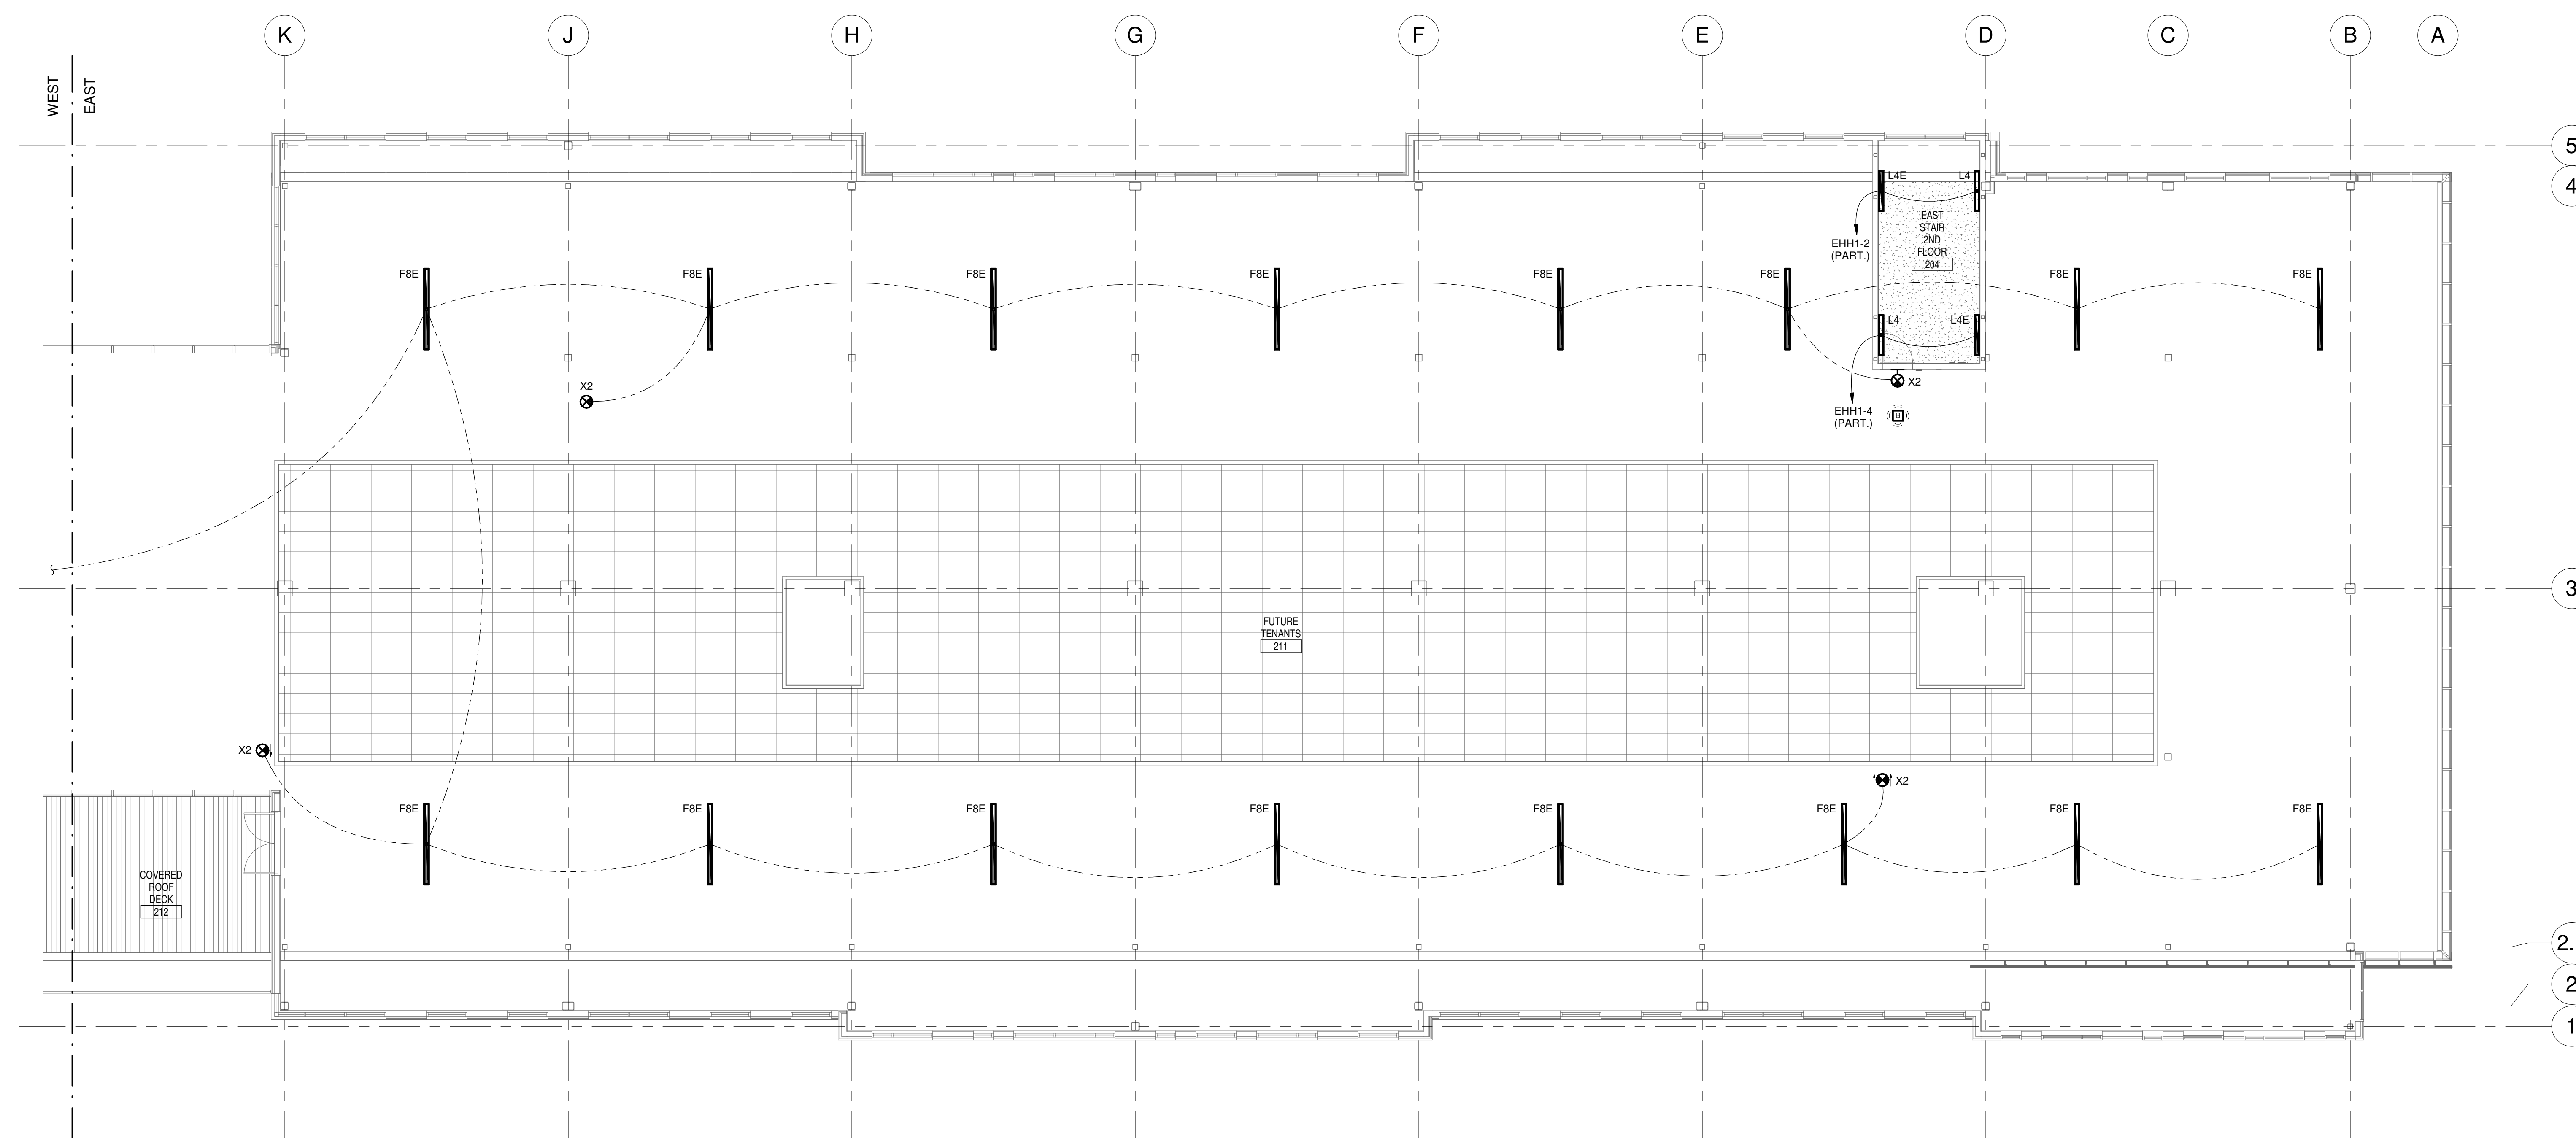 K
J
H
G
F
E
D
C
B
A
WEST
EAST
5
4
L4E
L4
EAST
STAIR
2ND
FLOOR
204
EHH1-2
(PART.)
F8E
F8E
F8E
F8E
F8E
F8E
F8E
F8E
L4
L4E
X2
X2
EHH1-4
(PART.)
B
3
FUTURE
TENANTS
211
X2
X2
F8E
F8E
F8E
F8E
F8E
F8E
F8E
F8E
COVERED
ROOF
DECK
212
2.
2
1